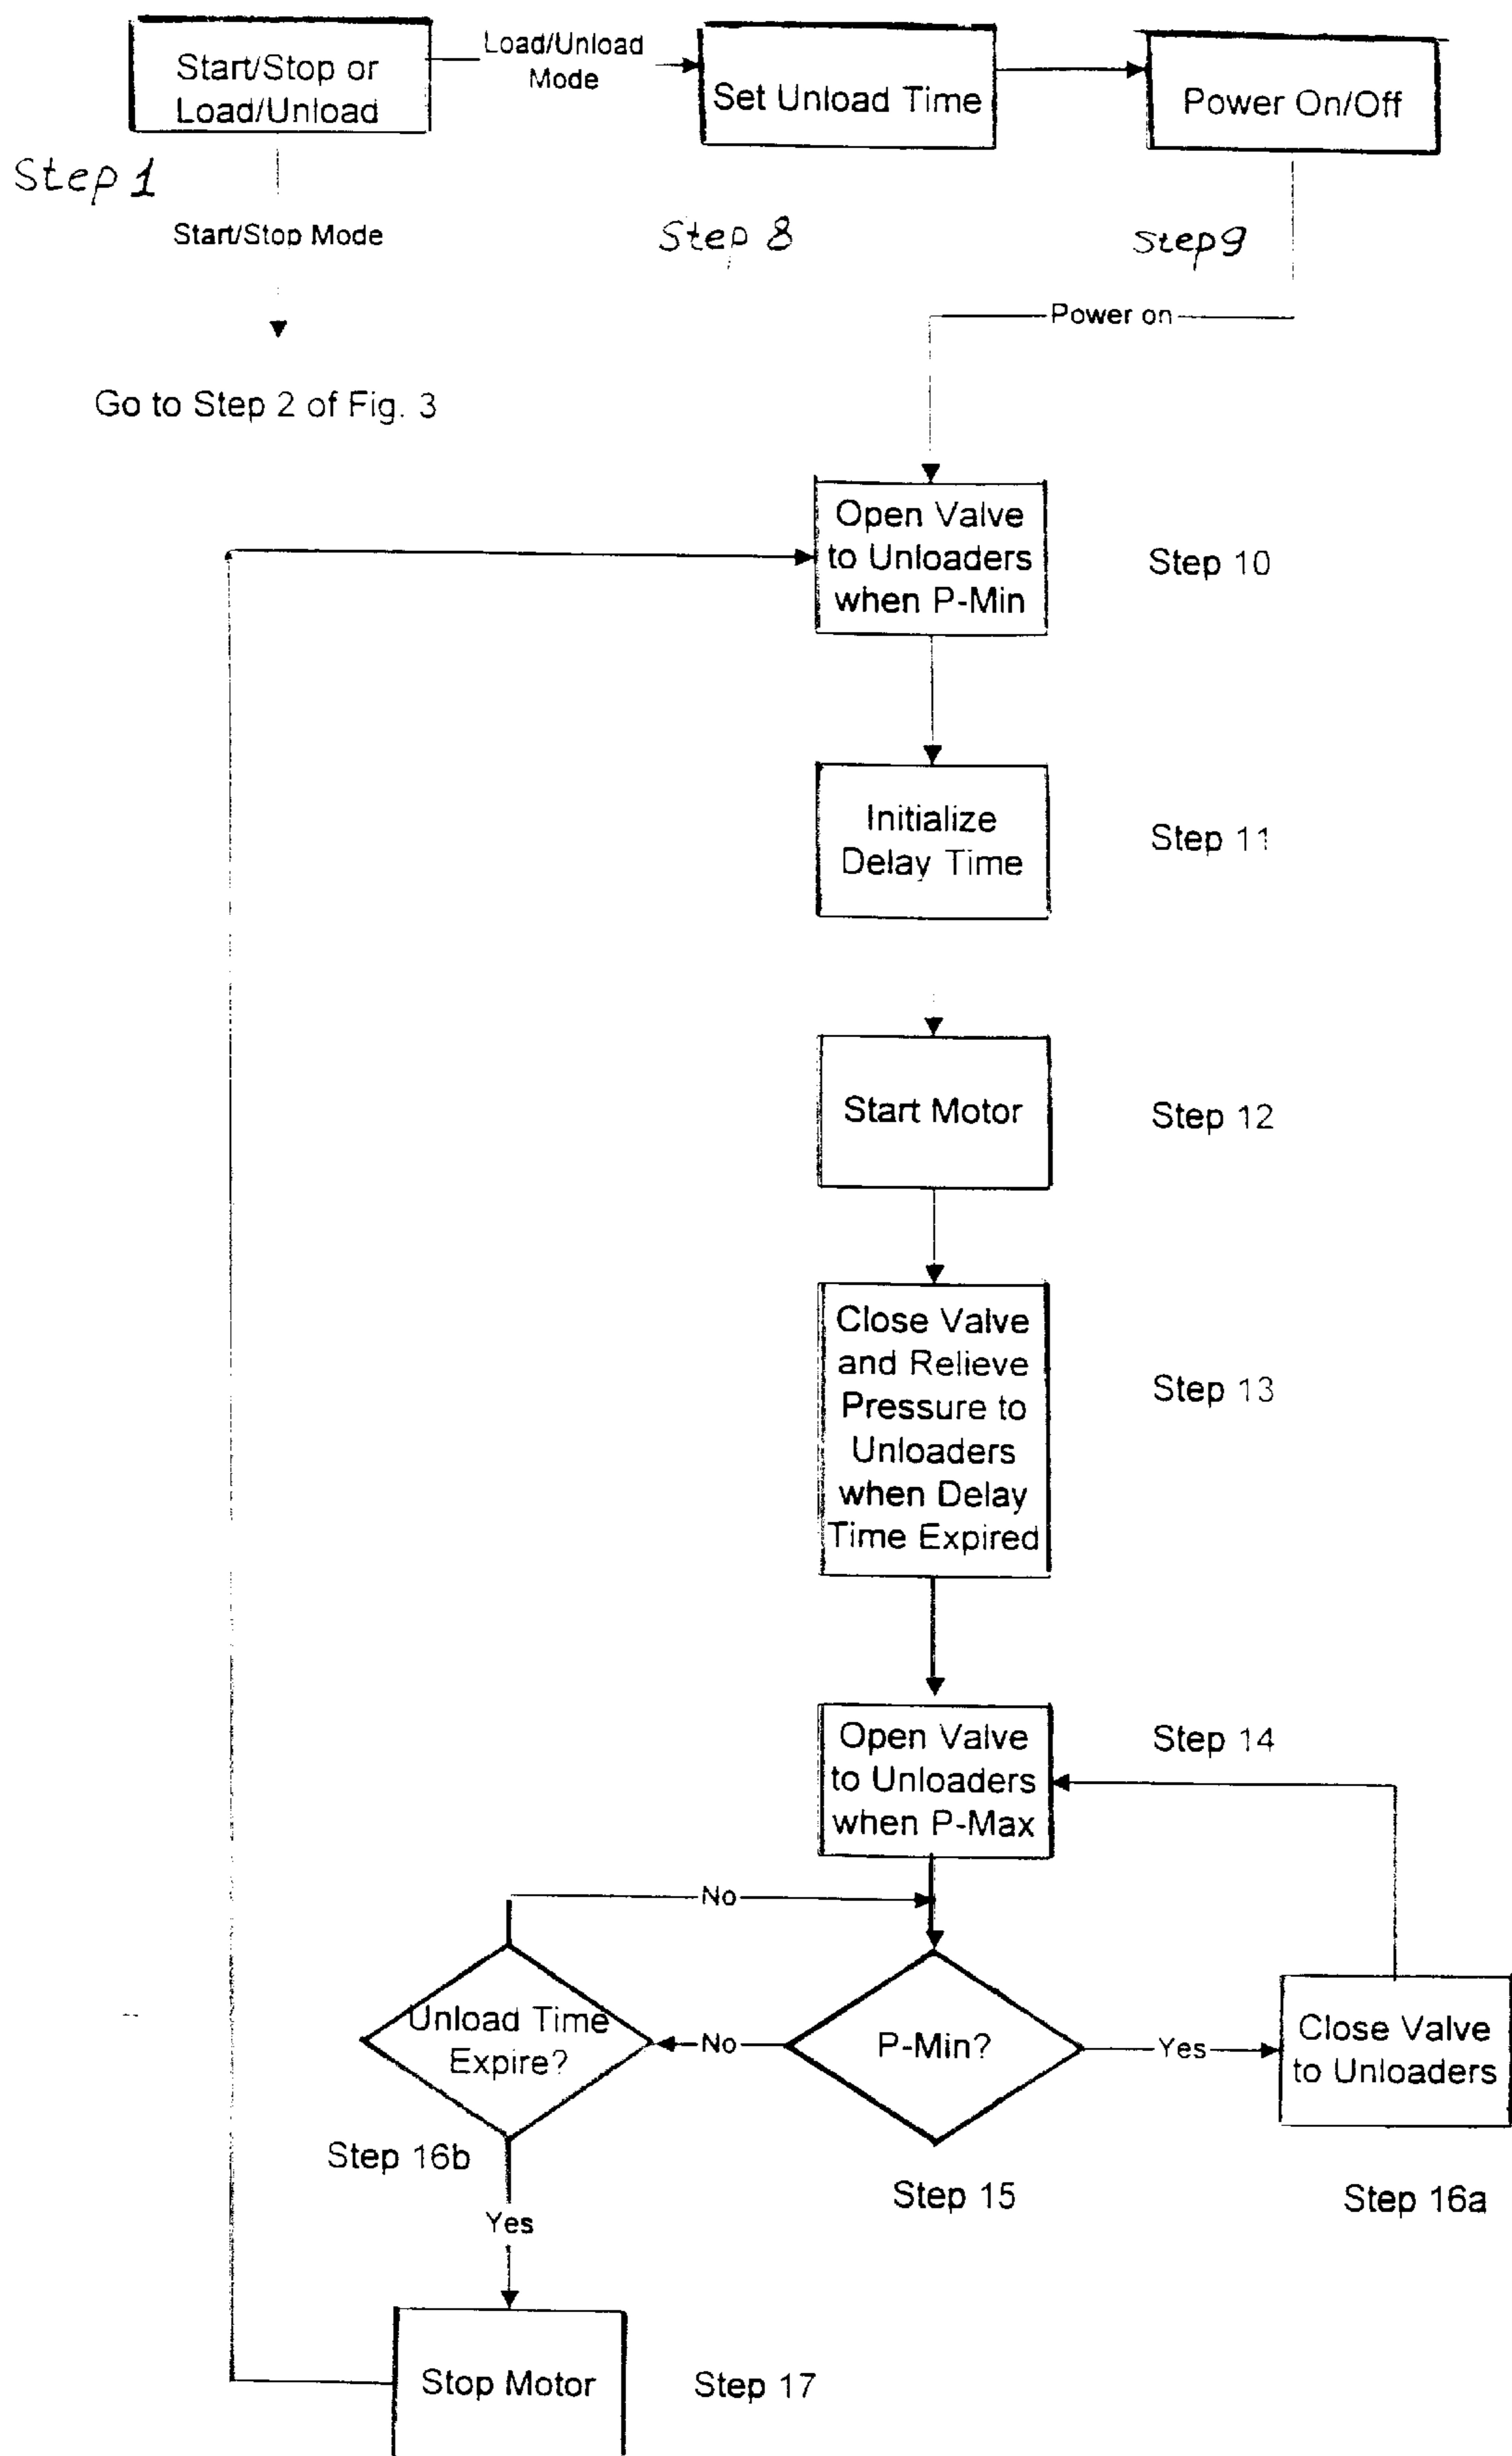 Start/Stop or
Load/Unload
Load/Unload
Mode
Set Unload Time
Power On/Off
Step 1
Start/Stop Mode
Step 8
Step 9
Power on
Go to Step 2 of Fig. 3
Open Valve
to Unloaders
when P-Min
Step 10
Initialize
Delay Time
Step 11
Start Motor
Step 12
Close Valve
and Relieve
Pressure to
Unloaders
when Delay
Time Expired
Step 13
Open Valve
to Unloaders
when P-Max
Step 14
No
Unload Time
Expire?
No
P-Min?
Yes
Close Valve
to Unloaders
Step 16b
Step 15
Step 16a
Yes
Stop Motor
Step 17